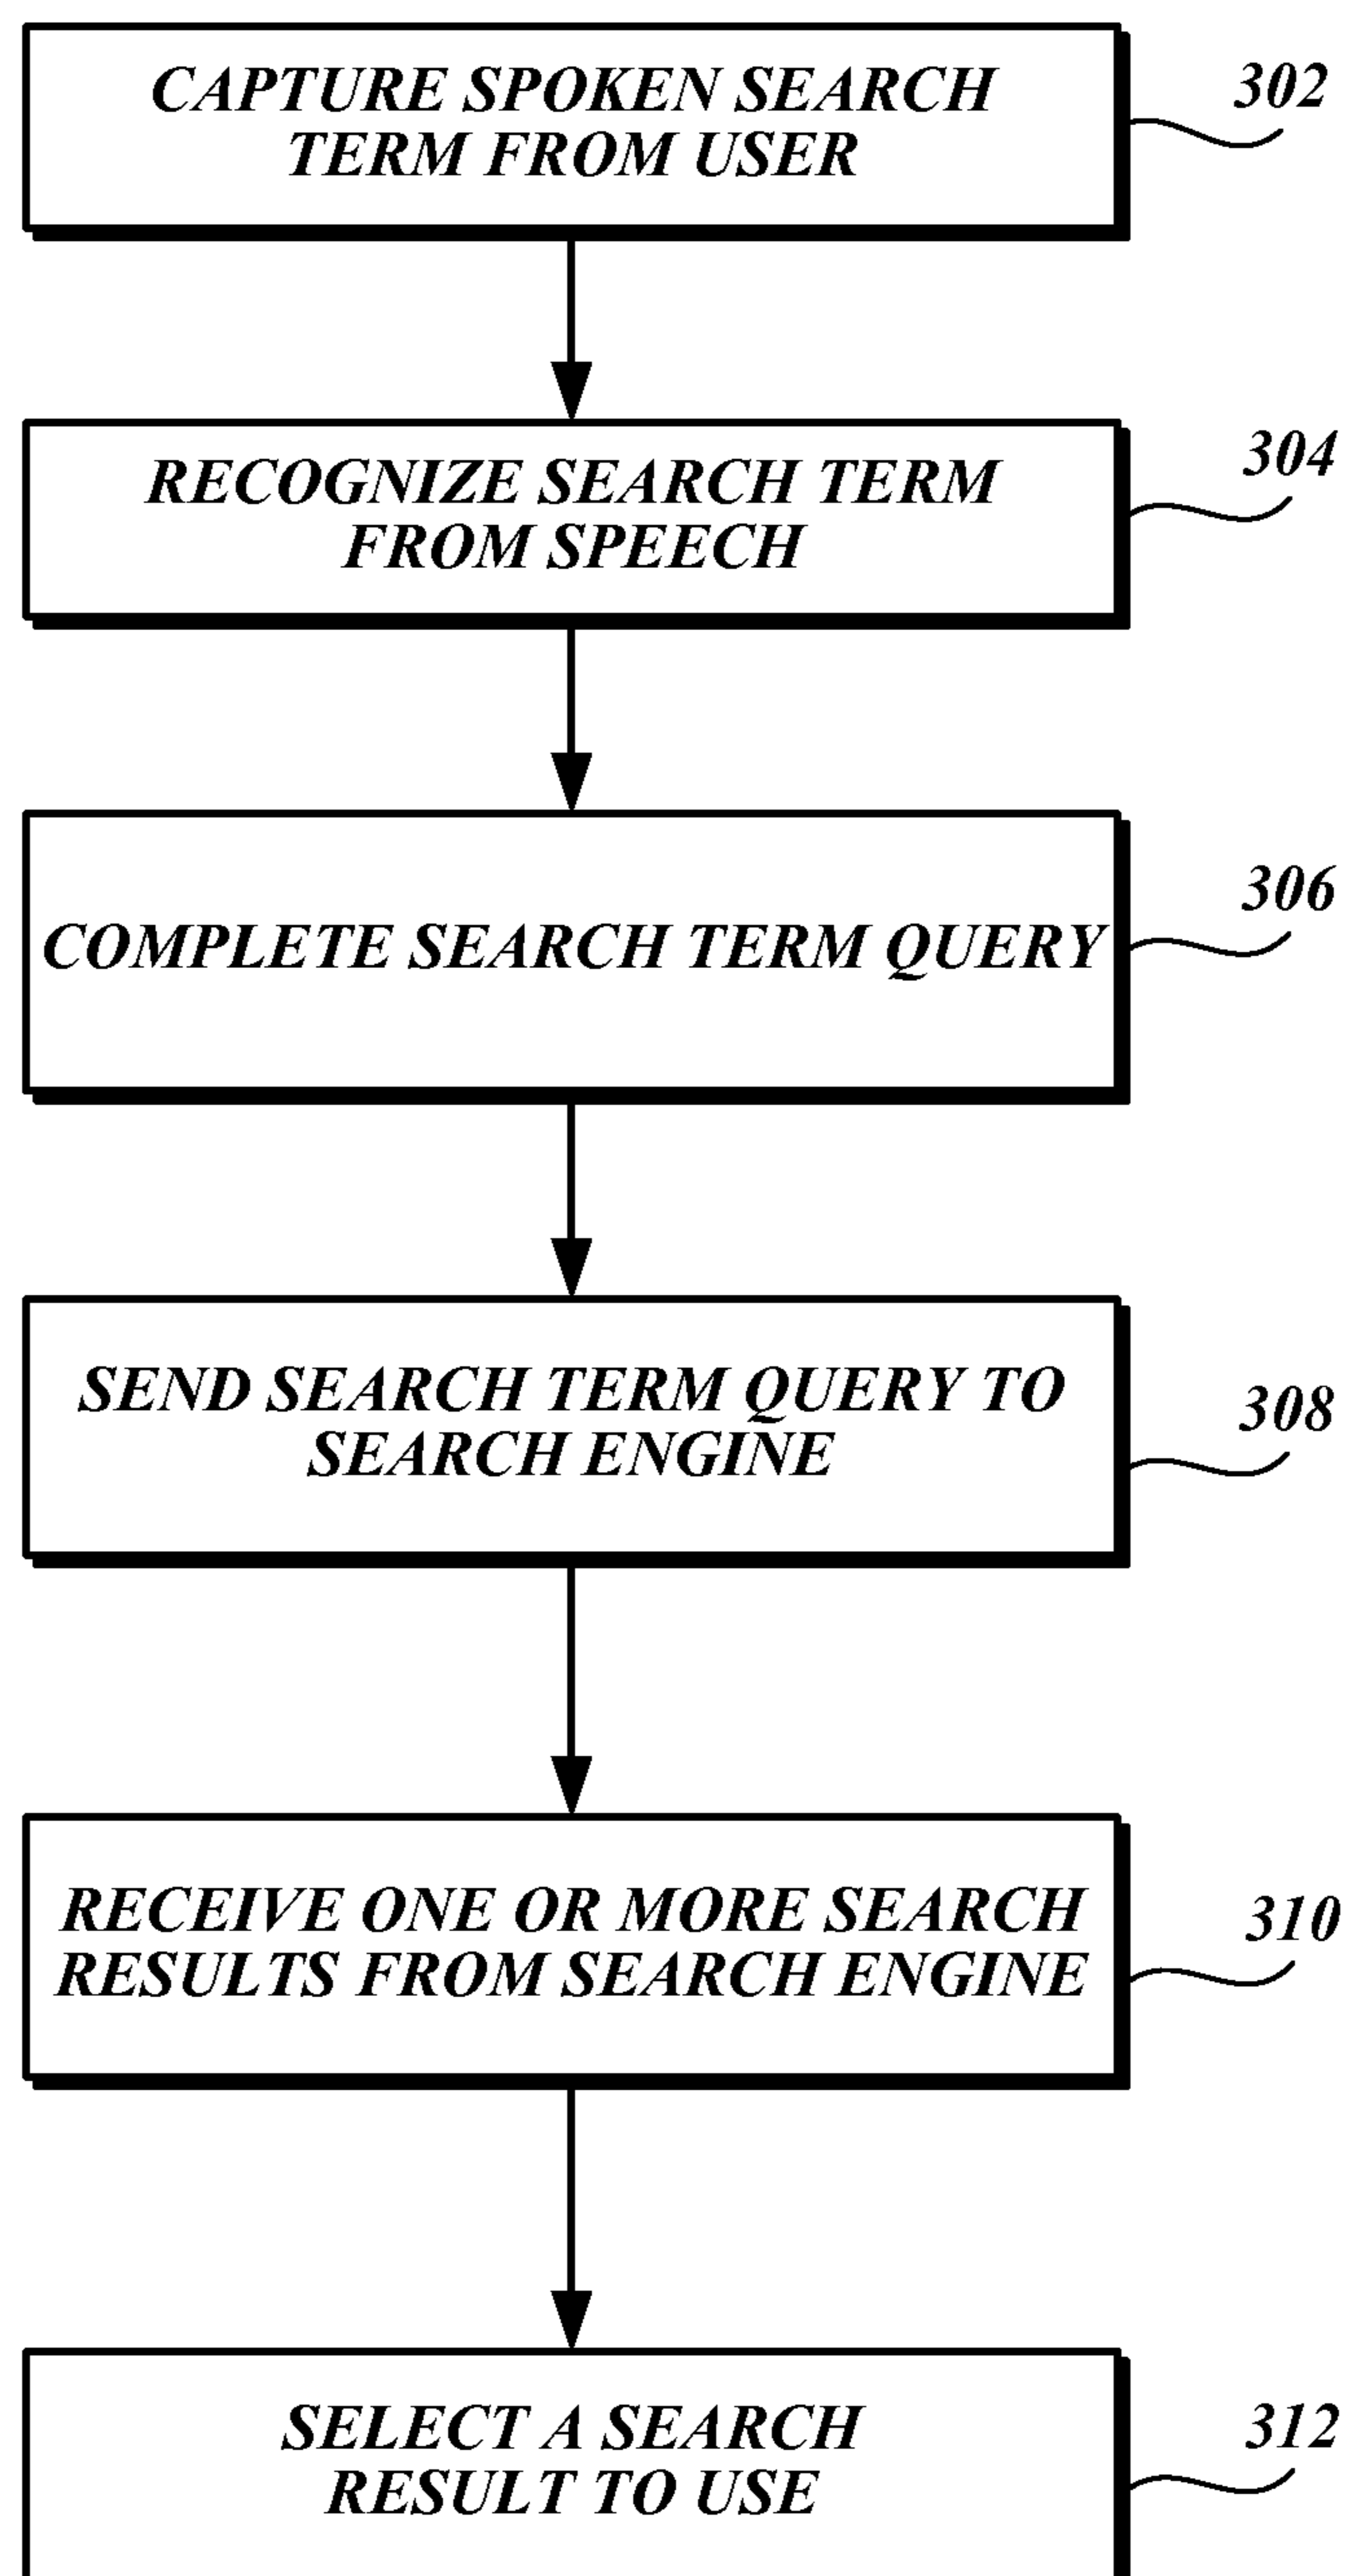 CAPTURE SPOKEN SEARCH
TERM FROM USER
302
RECOGNIZE SEARCH TERM
FROM SPEECH
304
COMPLETE SEARCH TERM QUERY
306
SEND SEARCH TERM QUERY TO
SEARCH ENGINE
308
RECEIVE ONE OR MORE SEARCH
RESULTS FROM SEARCH ENGINE
310
SELECT A SEARCH
RESULT TO USE
312